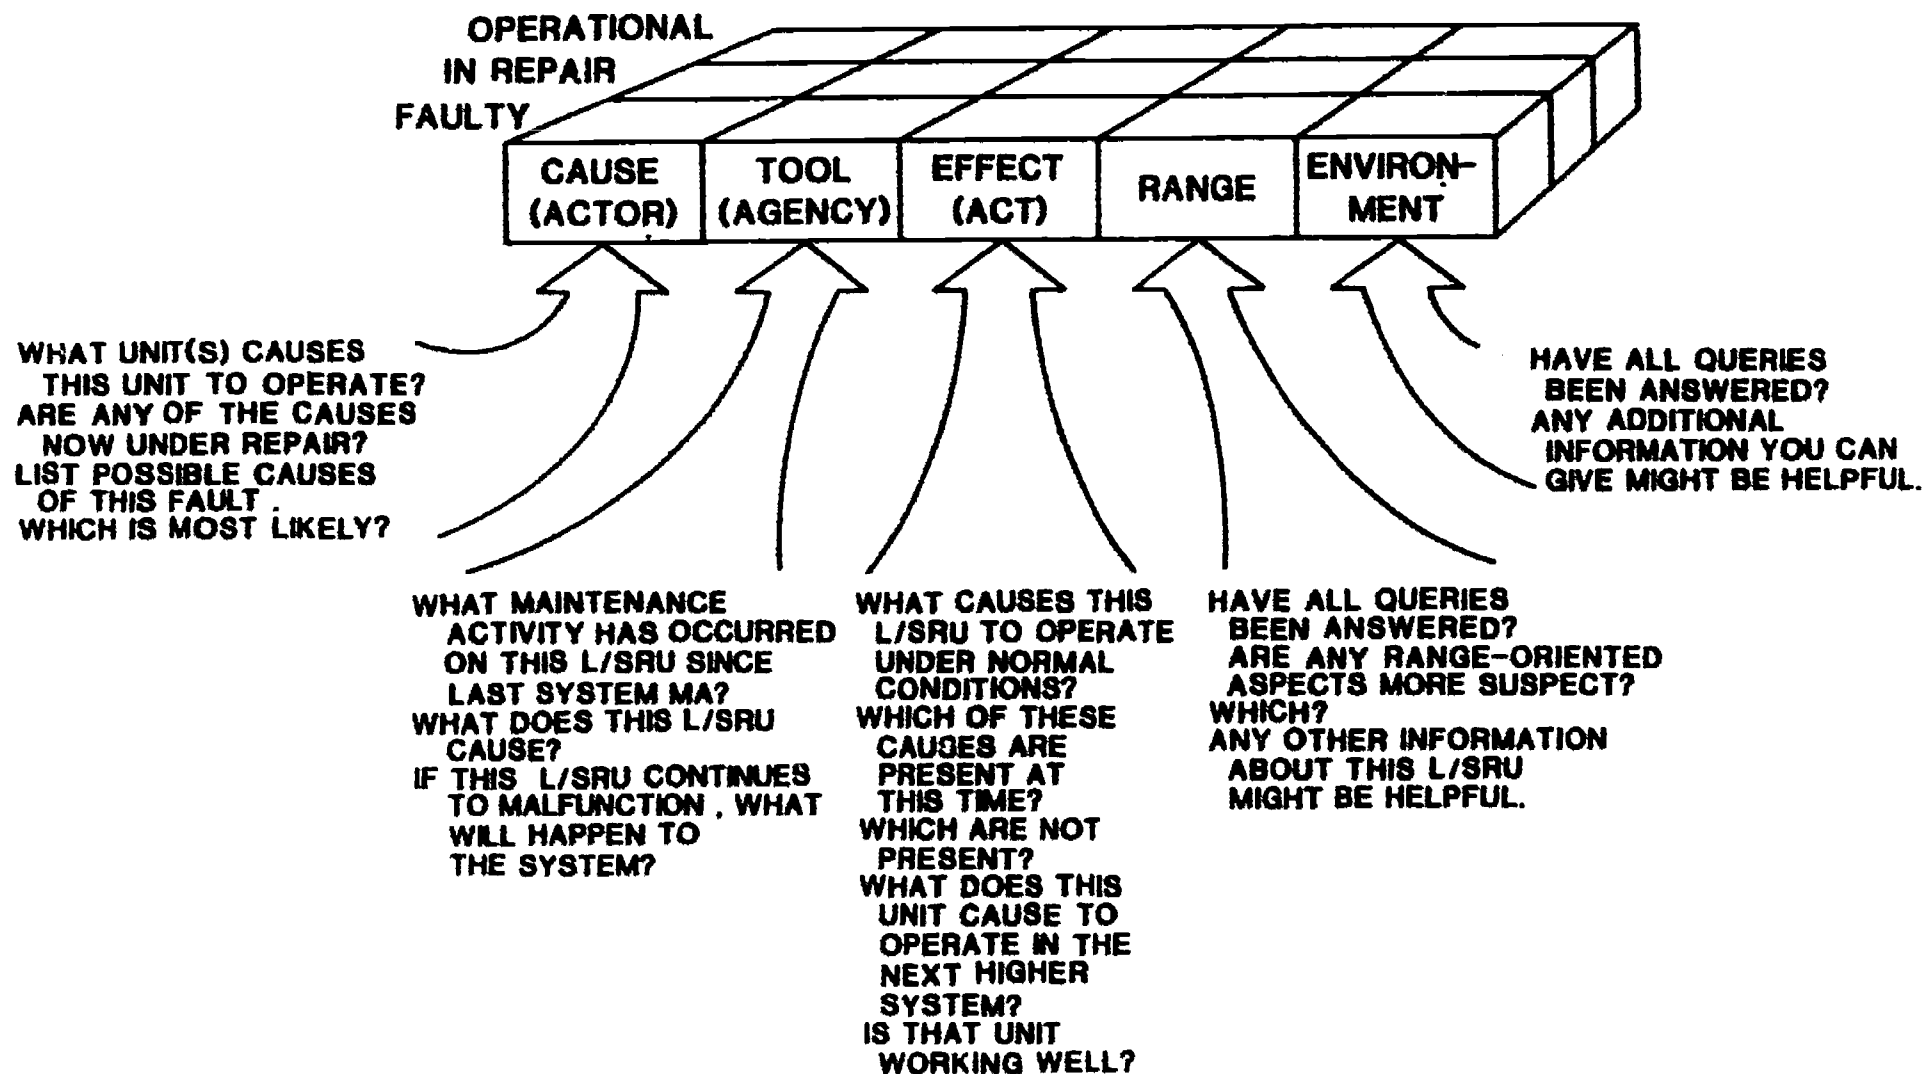 OPERATIONAL
IN REPAIR
FAULTY
CAUSE
(ACTOR)
TOOL
(AGENCY)
EFFECT
(ACT)
RANGE
ENVIRON-
MENT
WHAT UNIT(S) CAUSES
THIS UNIT TO OPERATE?
ARE ANY OF THE CAUSES
NOW UNDER REPAIR?
LIST POSSIBLE CAUSES
OF THIS FAULT .
WHICH IS MOST LIKELY?
WHAT MAINTENANCE
ACTIVITY HAS OCCURRED
ON THIS L/SRU SINCE
LAST SYSTEM MA?
WHAT DOES THIS L/SRU
CAUSE?
IF THIS L/SRU CONTINUES
TO MALFUNCTION , WHAT
WILL HAPPEN TO
THE SYSTEM?
WHAT CAUSES THIS
L/SRU TO OPERATE
UNDER NORMAL
CONDITIONS?
WHICH OF THESE
CAUSES ARE
PRESENT AT
THIS TIME?
WHICH ARE NOT
PRESENT?
WHAT DOES THIS
UNIT CAUSE TO
OPERATE IN THE
NEXT HIGHER
SYSTEM?
IS THAT UNIT
WORKING WELL?
HAVE ALL QUERIES
BEEN ANSWERED?
ARE ANY RANGE-ORIENTED
ASPECTS MORE SUSPECT?
WHICH?
ANY OTHER INFORMATION
ABOUT THIS L/SRU
MIGHT BE HELPFUL.
HAVE ALL QUERIES
BEEN ANSWERED?
ANY ADDITIONAL
INFORMATION YOU CAN
GIVE MIGHT BE HELPFUL.